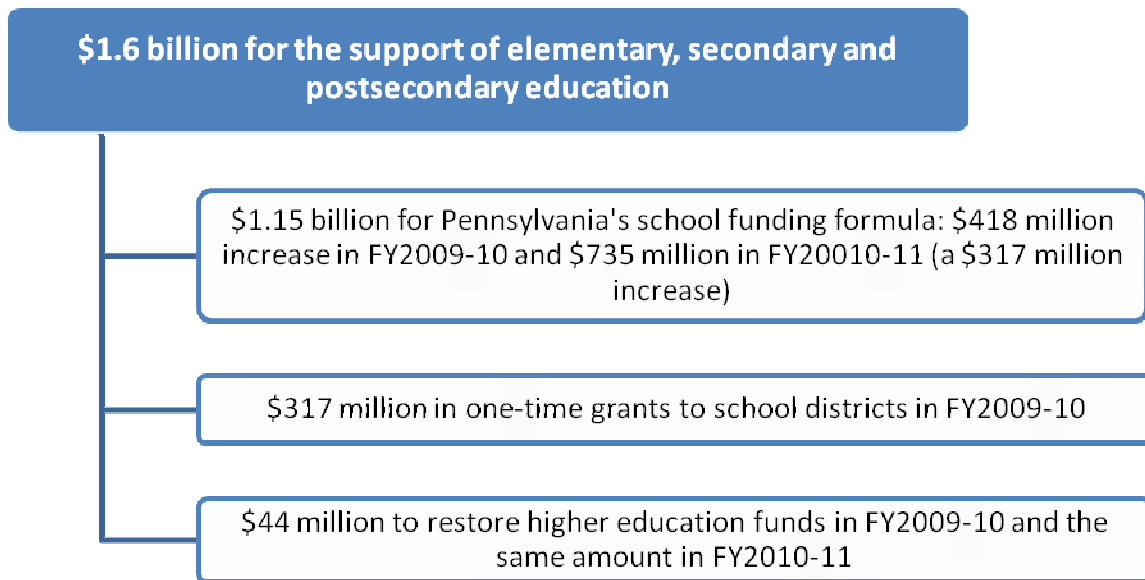 $1.6 billion for the support of elementary, secondary and
postsecondary education
$1.15 billion for Pennsylvania's school funding formula: $418 million
increase in FY2009-10 and $735 million in FY20010-11 (a $317 million
increase)
$317 million in one-time grants to school districts in FY2009-10
$44 million to restore higher education funds in FY2009-10 and the
same amount in FY2010-11